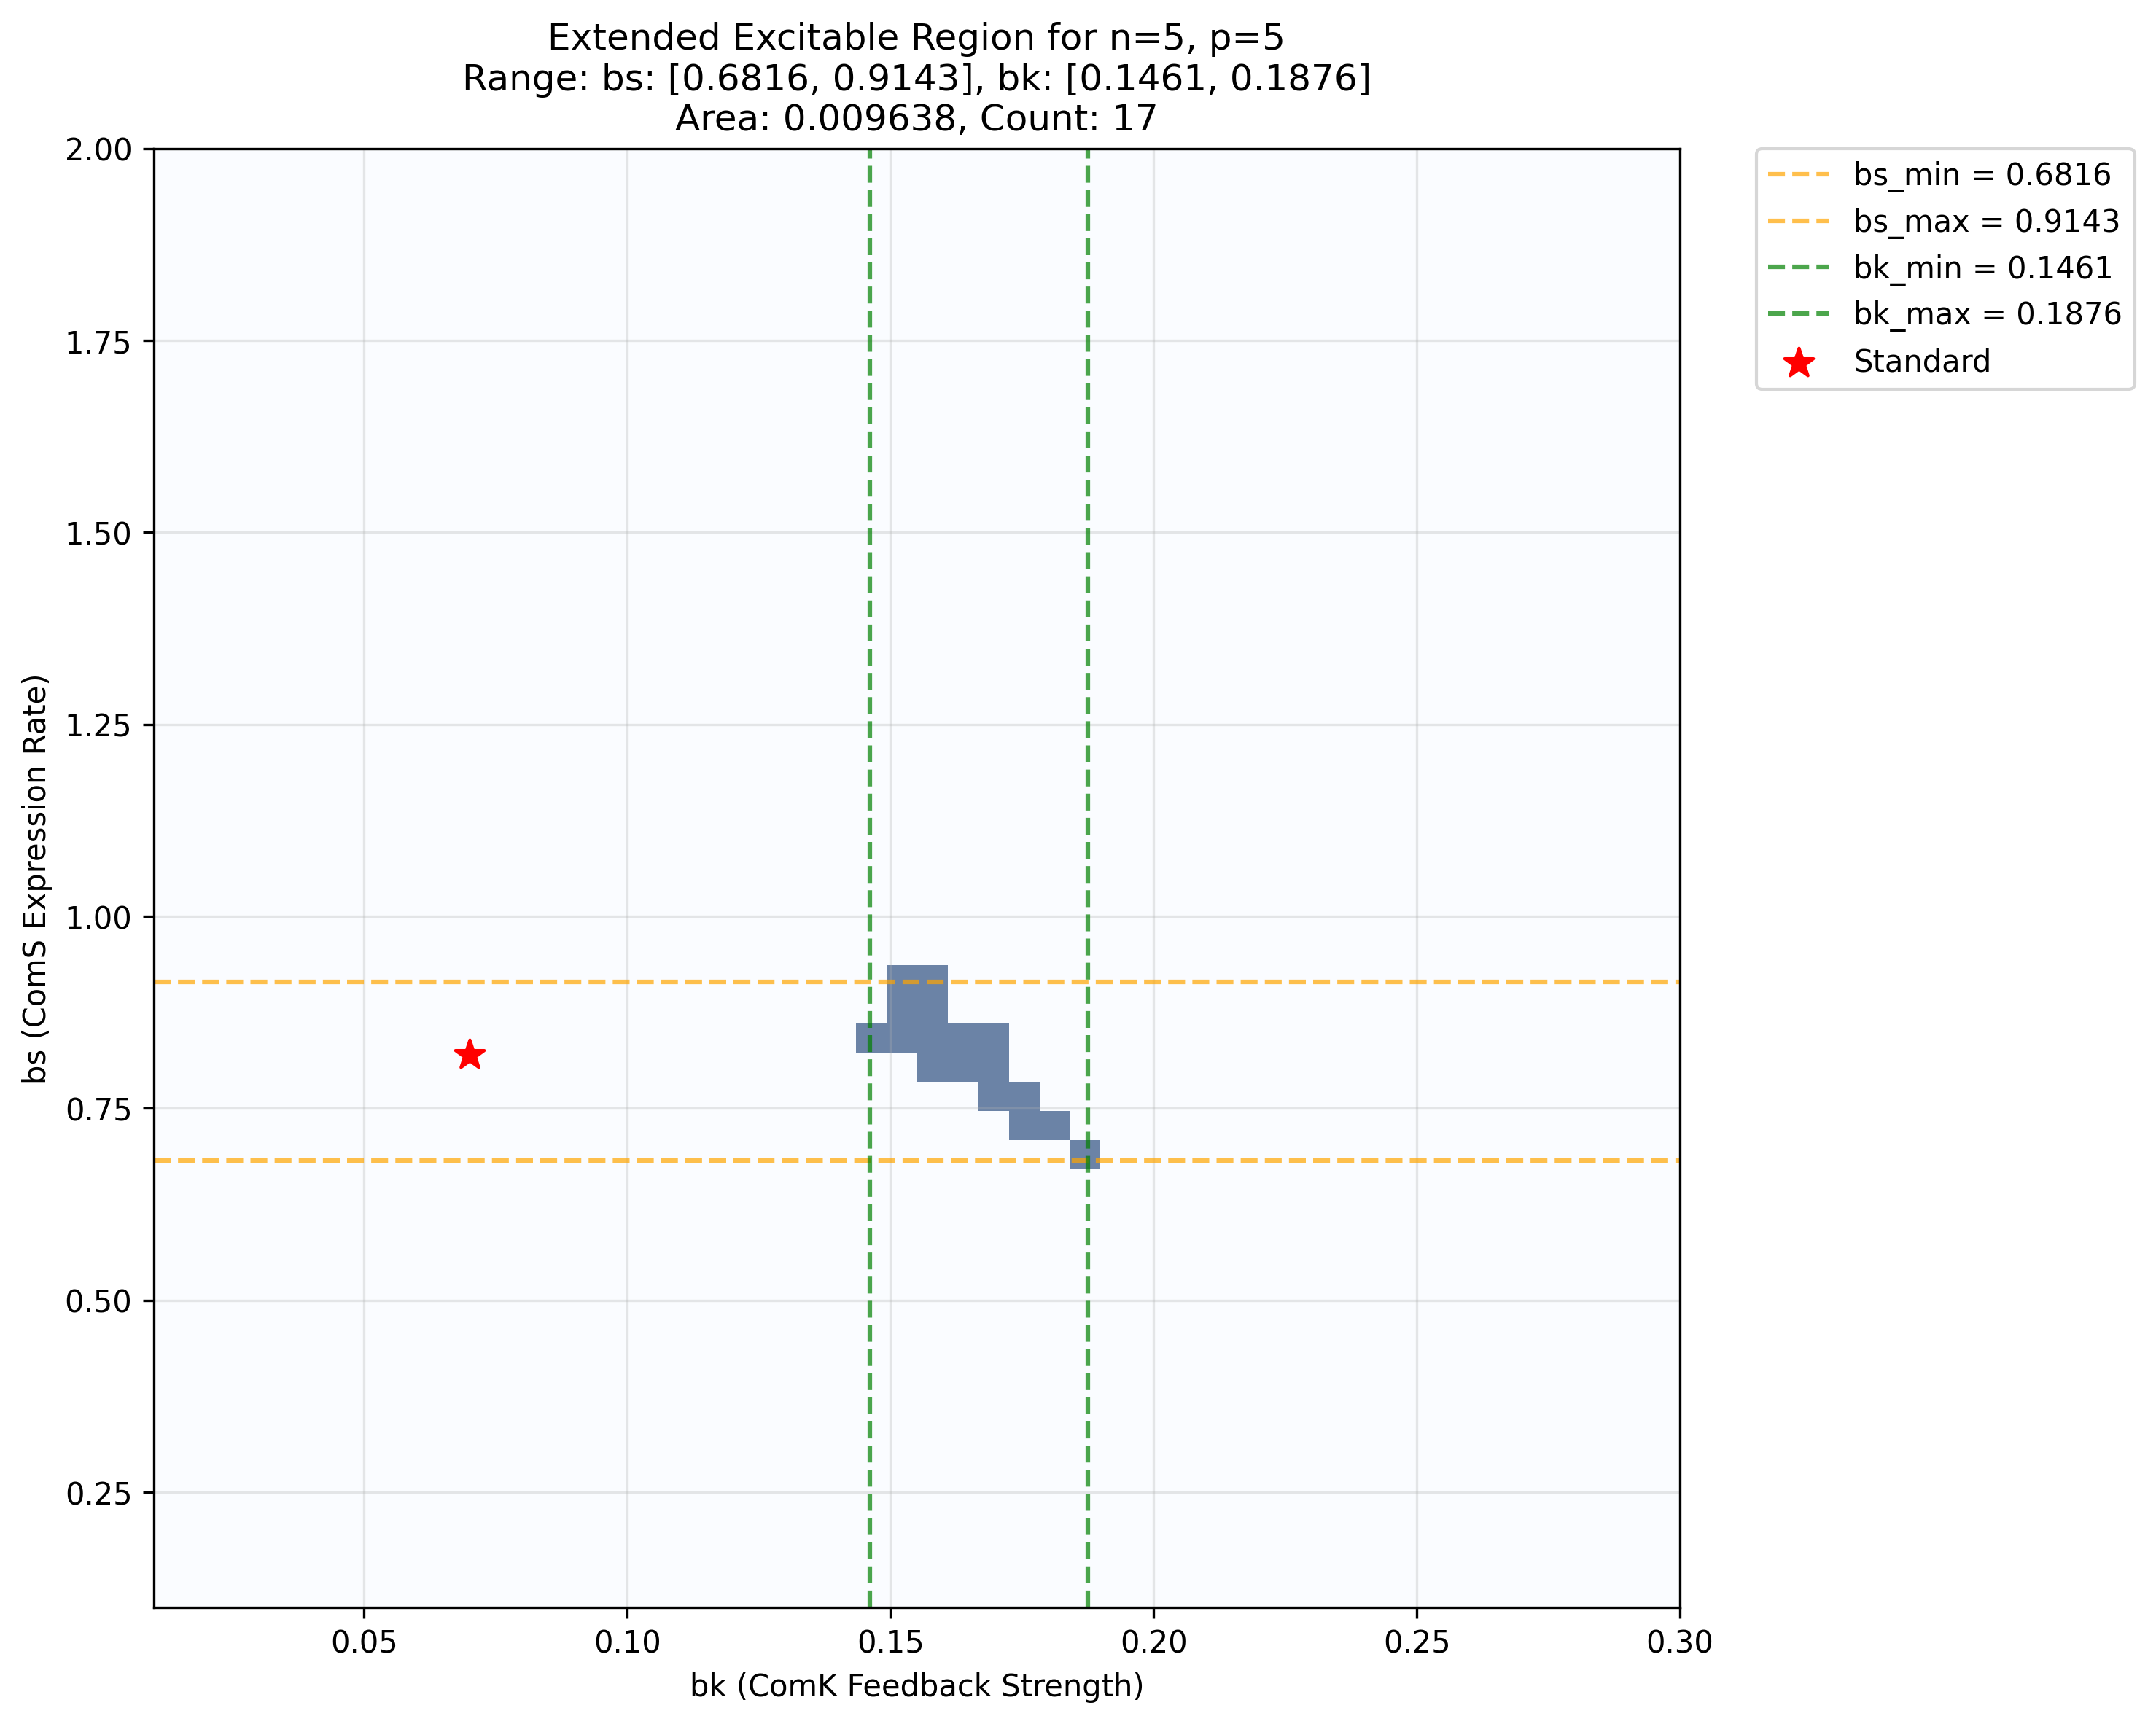 Extended Excitable Region for n=5, p=5
Range: bs: [0.6816, 0.9143], bk: [0.1461, 0.1876]
Area: 0.009638, Count: 17
bs_min = 0.6816
bs_max = 0.9143
bk_min = 0.1461
bk_max = 0.1876
Standard
bs (ComS Expression Rate)
2.00
1.75
1.50
1.25
1.00
0.75
0.50
0.25
0.05
0.10
0.15
0.20
0.25
0.30
bk (ComK Feedback Strength)